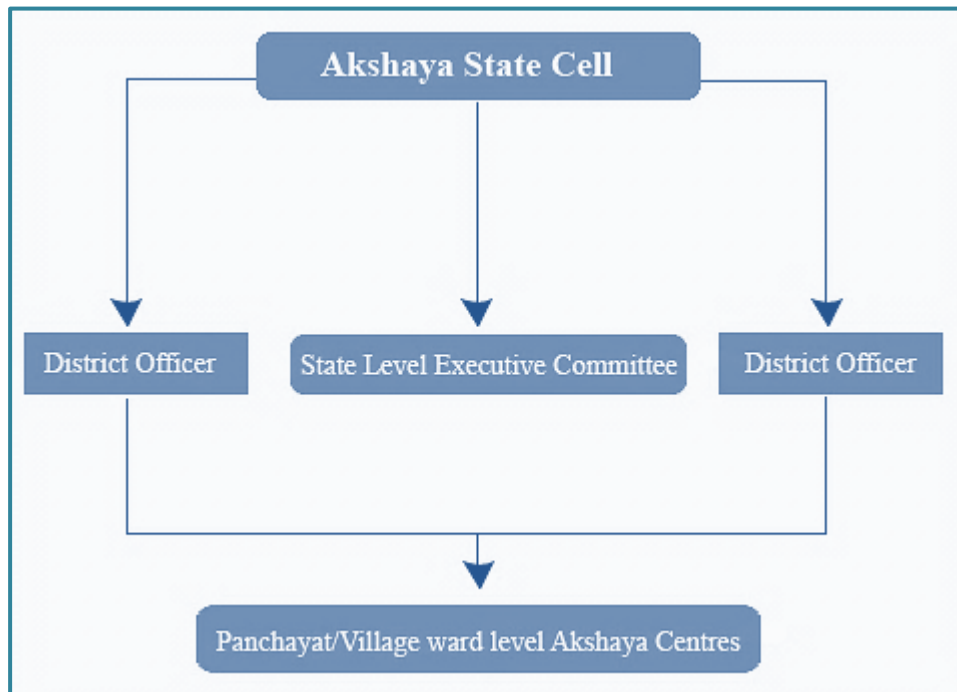 Akshaya State Cell
District Officer
State Level Executive Committee
District Officer
Panchayat/Village ward level Akshaya Centres